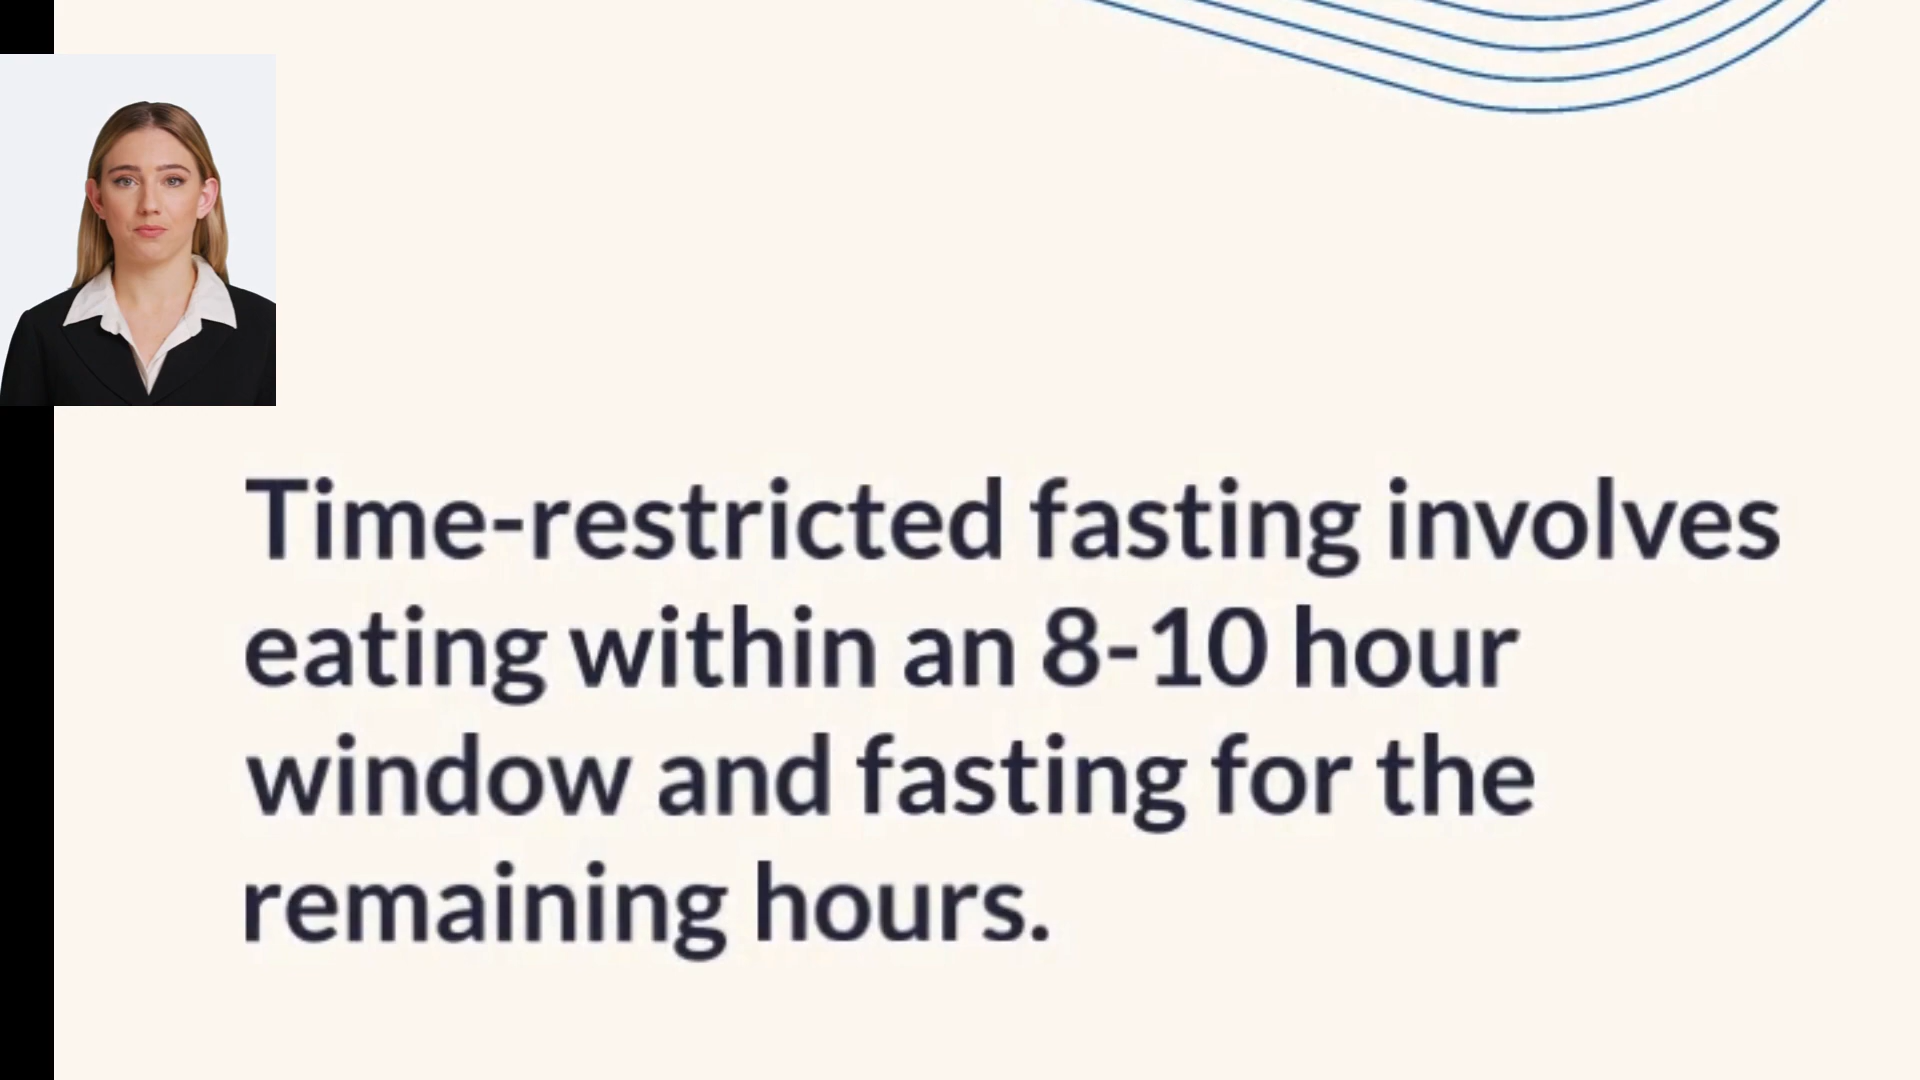 Time-restricted fasting involves
eating within an 8-10 hour
window and fasting for the
remaining hours.